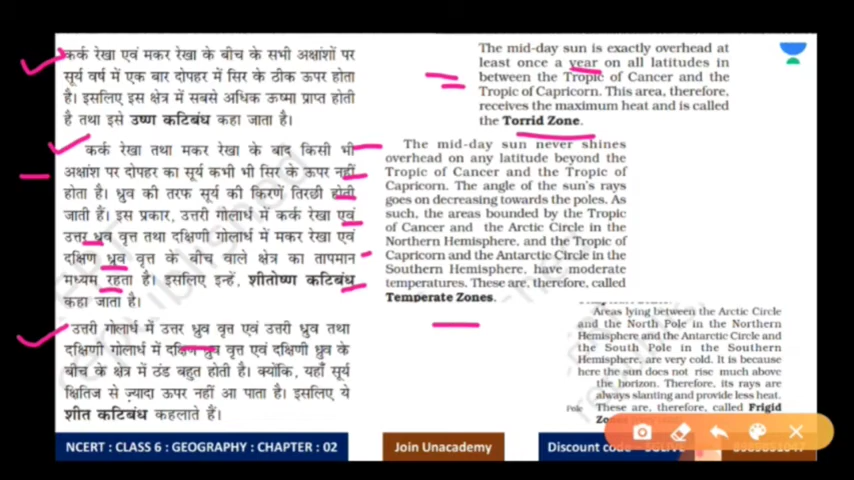 कर्क रेखा एवं मकर रेखा के बीच के सभी अक्षांशों पर
सूर्य वर्ष में एक बार दोपहर में सिर के ठीक ऊपर होता
है। इसलिए इस क्षेत्र में सबसे अधिक ऊष्मा प्राप्त होती
है तथा इसे उष्ण कटिबंध कहा जाता है।
कर्क रेखा तथा मकर रेखा के बाद किसी भी
अक्षांश पर दोपहर का सूर्य कभी भी सिर के ऊपर नहीं
होता है। ध्रुव की तरफ सूर्य की किरणें तिरछी होती
जाती हैं। इस प्रकार, उत्तरी गोलार्ध में कर्क रेखा एवं
उत्तर ध्रुव वृत्त तथा दक्षिणी गोलार्ध में मकर रेखा एवं
दक्षिण ध्रुव वृत्त के बीच वाले क्षेत्र का तापमान
मध्यम रहता है। इसलिए इन्हें, शीतोष्ण कटिबंध
कहा जाता है।
उत्तरी गोलार्ध में उत्तर ध्रुव वृत्त एवं उत्तरी ध्रुव तथा
दक्षिणी गोलार्ध में दक्षिण ध्रुव वृत्त एवं दक्षिणी ध्रुव के
बीच के क्षेत्र में ठंड बहुत होती है। क्योंकि, यहाँ सूर्य
क्षितिज से ज़्यादा ऊपर नहीं आ पाता है। इसलिए ये
शीत कटिबंध कहलाते हैं।
The mid-day sun is exactly overhead at
least once a year on all latitudes in
between the Tropic of Cancer and the
Tropic of Capricorn. This area, therefore,
receives the maximum heat and is called
the Torrid Zone.
The mid-day sun never shines
overhead on any latitude beyond the
Tropic of Cancer and the Tropic of
Capricorn. The angle of the sun's rays
goes on decreasing towards the poles. As
such, the areas bounded by the Tropic
of Cancer and the Arctic Circle in the
Northern Hemisphere, and the Tropic of
Capricorn and the Antarctic Circle in the
Southern Hemisphere, have moderate
temperatures. These are, therefore, called
Temperate Zones.
Areas lying between the Arctic Circle
and the North Pole in the Northern
Hemisphere and the Antarctic Circle and
the South Pole in the Southern
Hemisphere, are very cold. It is because
here the sun does not rise much above
the horizon. Therefore, its rays are
always slanting and provide less heat.
Pole These are, therefore, called Frigid
NCERT : CLASS 6 : GEOGRAPHY : CHAPTER : 02
Join Unacademy
Discount code